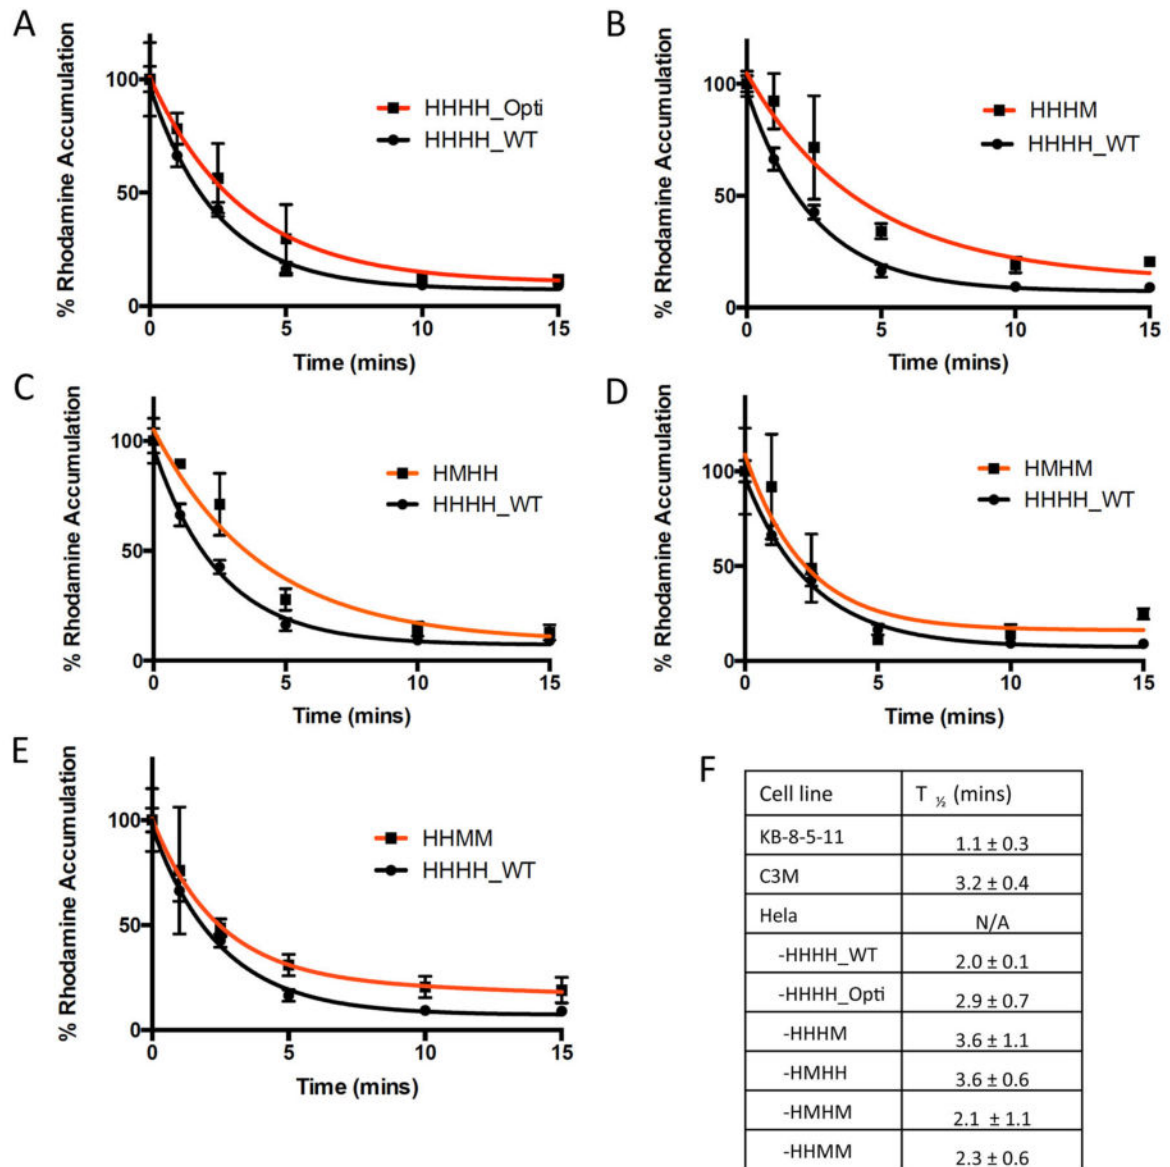 A
% Rhodamine Accumulation
100
50
0
HHHH_Opti
HHHH_WT
0 5 10 15
Time (mins)
B
% Rhodamine Accumulation
100
50
0
HHHM
HHHH_WT
0 5 10 15
Time (mins)
C
% Rhodamine Accumulation
100
50
0
HMHH
HHHH_WT
0 5 10 15
Time (mins)
D
% Rhodamine Accumulation
100
50
0
HMHM
HHHH_WT
0 5 10 15
Time (mins)
E
% Rhodamine Accumulation
100
50
0
HHMM
HHHH_WT
0 5 10 15
Time (mins)
F
Cell line T ½ (mins)
KB-8-5-11 1.1 ± 0.3
C3M 3.2 ± 0.4
Hela N/A
-HHHH_WT 2.0 ± 0.1
-HHHH_Opti 2.9 ± 0.7
-HHHM 3.6 ± 1.1
-HMHH 3.6 ± 0.6
-HMHM 2.1 ± 1.1
-HHMM 2.3 ± 0.6